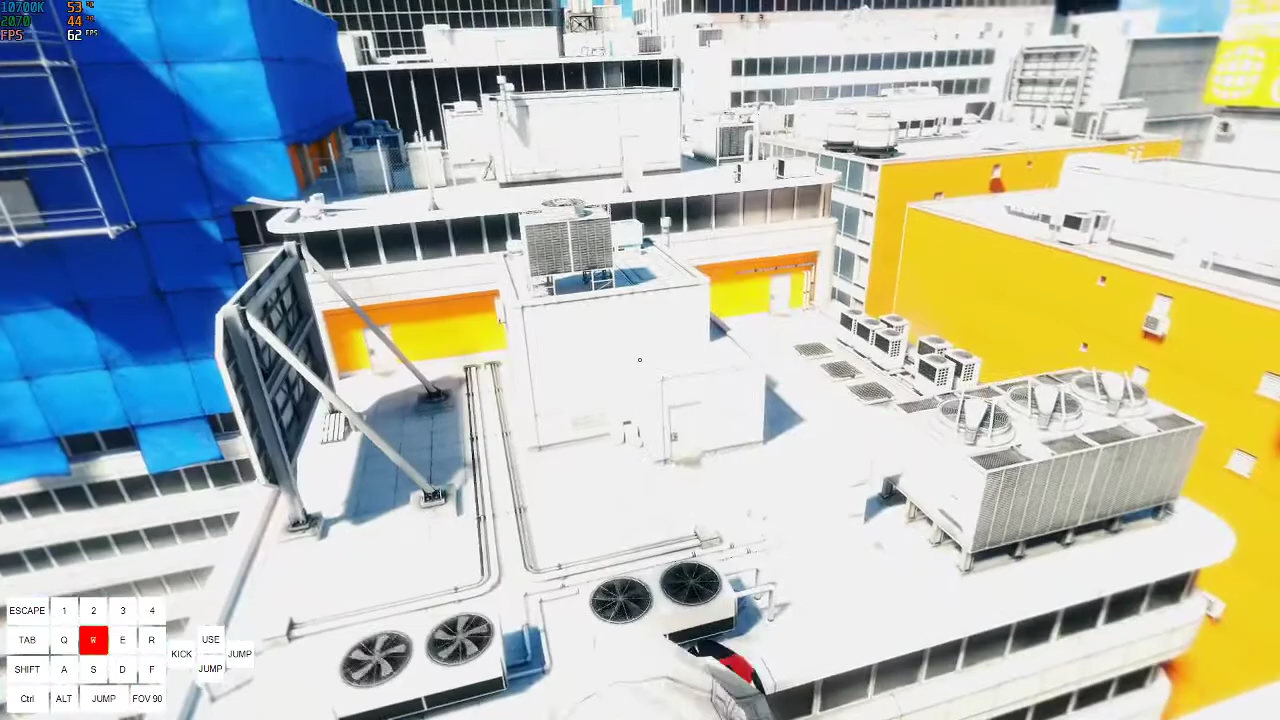 10700K 53 °C
2070 44 °C
FPS 62 FPS
ESCAPE 1 2 3 4
TAB Q W E R
SHIFT A S D F
Ctrl ALT JUMP FOV 90
KICK USE JUMP
JUMP